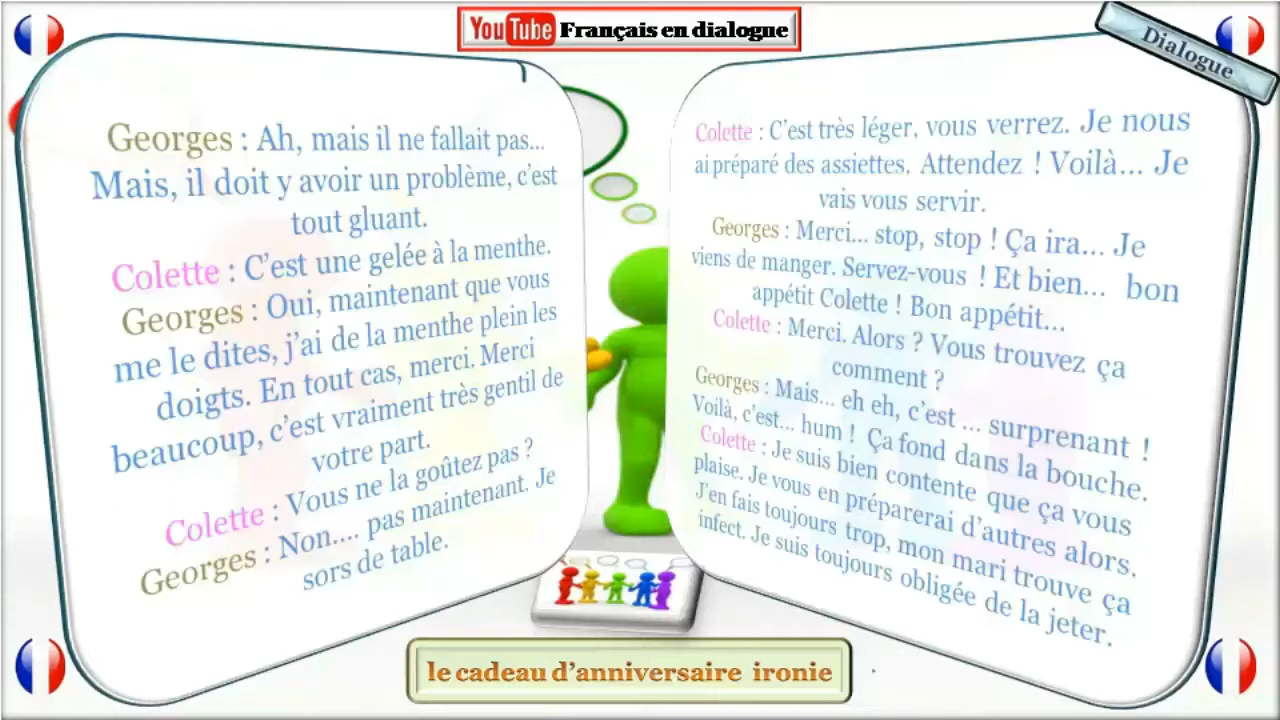 YouTube Français en dialogue
Dialogue
Georges : Ah, mais il ne fallait pas...
Mais, il doit y avoir un problème, c'est
tout gluant.
Colette : C'est une gelée à la menthe.
Georges : Oui, maintenant que vous
me le dites, j'ai de la menthe plein les
doigts. En tout cas, merci. Merci
beaucoup, c'est vraiment très gentil de
votre part.
Colette : Vous ne la goûtez pas ?
Georges : Non.... pas maintenant. Je
sors de table.
Colette : C'est très léger, vous verrez. Je nous
ai préparé des assiettes. Attendez ! Voilà... Je
vais vous servir.
Georges : Merci... stop, stop ! Ça ira... Je
viens de manger. Servez-vous ! Et bien... bon
appétit Colette ! Bon appétit...
Colette : Merci. Alors ? Vous trouvez ça
comment ?
Georges : Mais... eh eh, c'est ... surprenant !
Voilà, c'est... hum ! Ça fond dans la bouche.
Colette : Je suis bien contente que ça vous
plaise. Je vous en préparerai d'autres alors.
J'en fais toujours trop, mon mari trouve ça
infect. Je suis toujours obligée de la jeter.
le cadeau d'anniversaire ironie